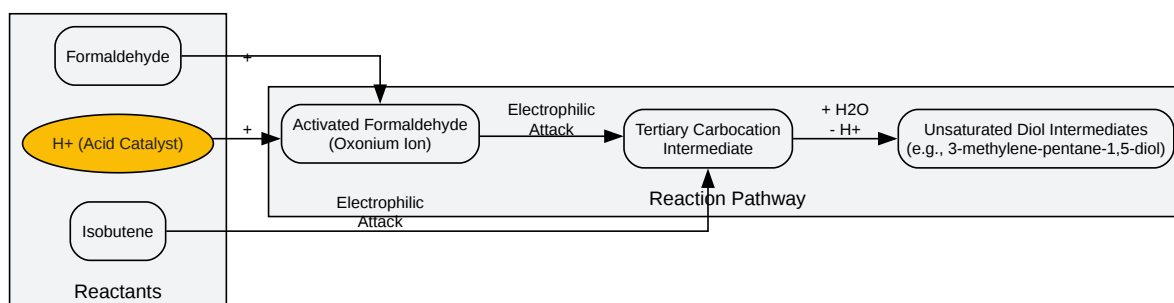 Formaldehyde
+
H+ (Acid Catalyst)
+
Isobutene
Reactants
Activated Formaldehyde
(Oxonium Ion)
Electrophilic
Attack
Tertiary Carbocation
Intermediate
+ H2O
- H+
Unsaturated Diol Intermediates
(e.g., 3-methylene-pentane-1,5-diol)
Electrophilic
Attack
Reaction Pathway